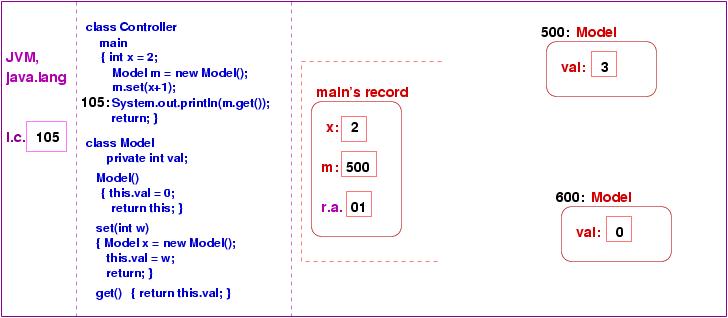 JVM,
java.lang
I.c. 105
class Controller
main
{ int x = 2;
Model m = new Model();
m.set(x+1);
105: System.out.println(m.get());
return; }
class Model
private int val;
Model()
{ this.val = 0;
return this; }
set(int w)
{ Model x = new Model();
this.val = w;
return; }
get() { return this.val; }
main's record
x: 2
m: 500
r.a. 01
500: Model
val: 3
600: Model
val: 0